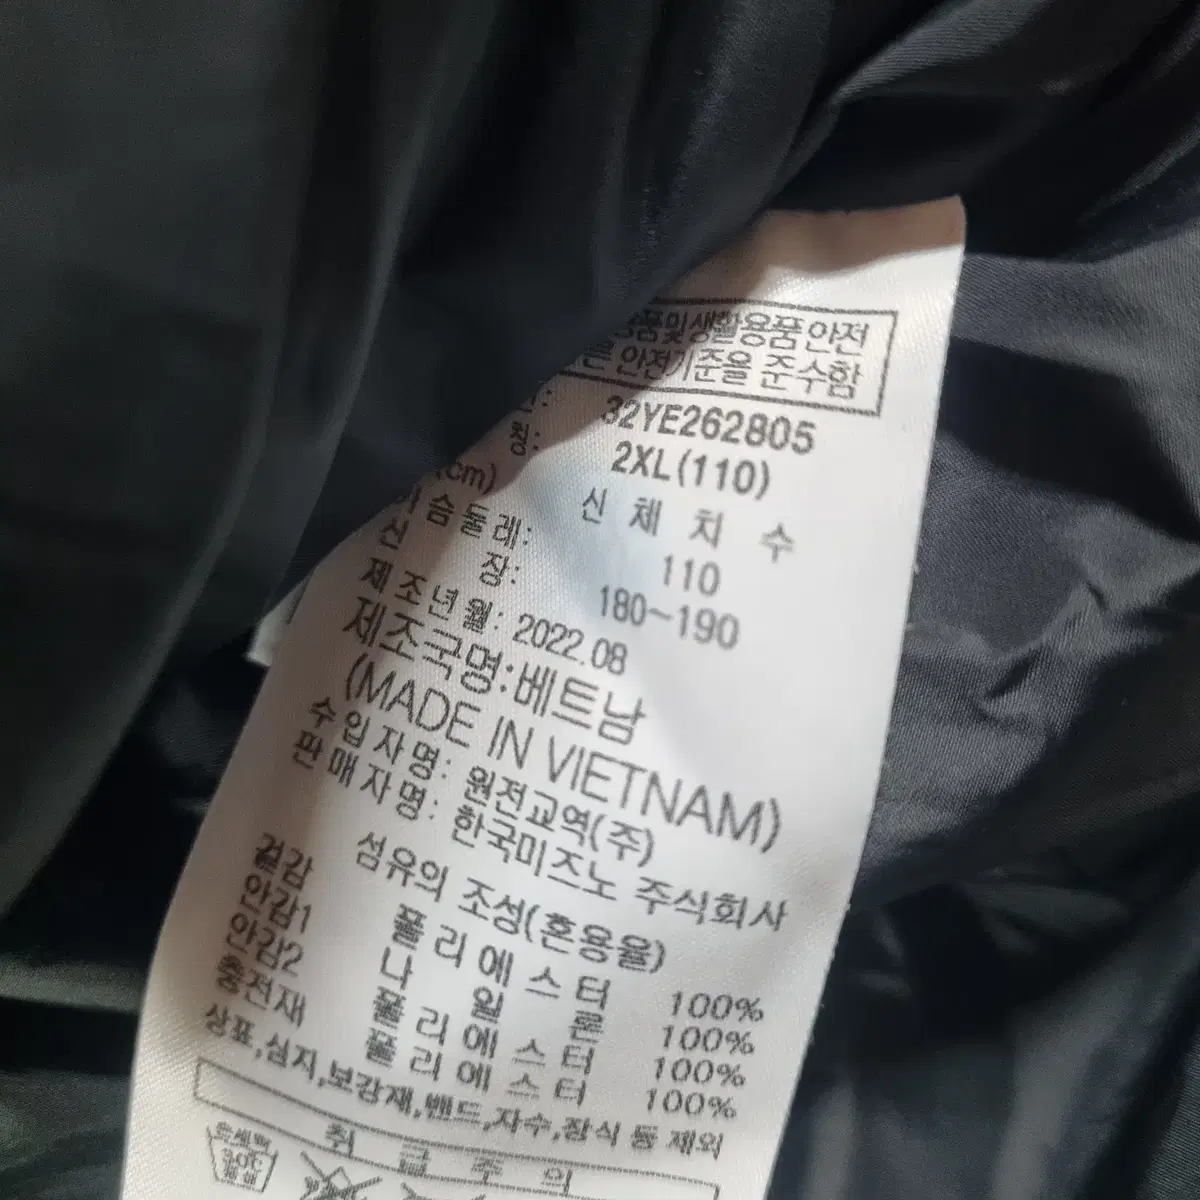 용품및생활용품안전
안전기준을 준수함
32YE262805
2XL(110)
(cm) 신 체 치 수
가 슴 둘 레: 110
신 장: 180~190
제 조 년 월: 2022.08
제조국명:베트남
(MADE IN VIETNAM)
수 입 자 명: 원전교역(주)
판 매 자 명: 한국미즈노 주식회사
섬유의 조성(혼용율)
겉감 폴 리 에 스 터 100%
안감1 나 일 론 100%
안감2 폴 리 에 스 터 100%
충전재 폴 리 에 스 터 100%
상표,심지,보강재,밴드,자수,장식 등 제외
취 급 주 의